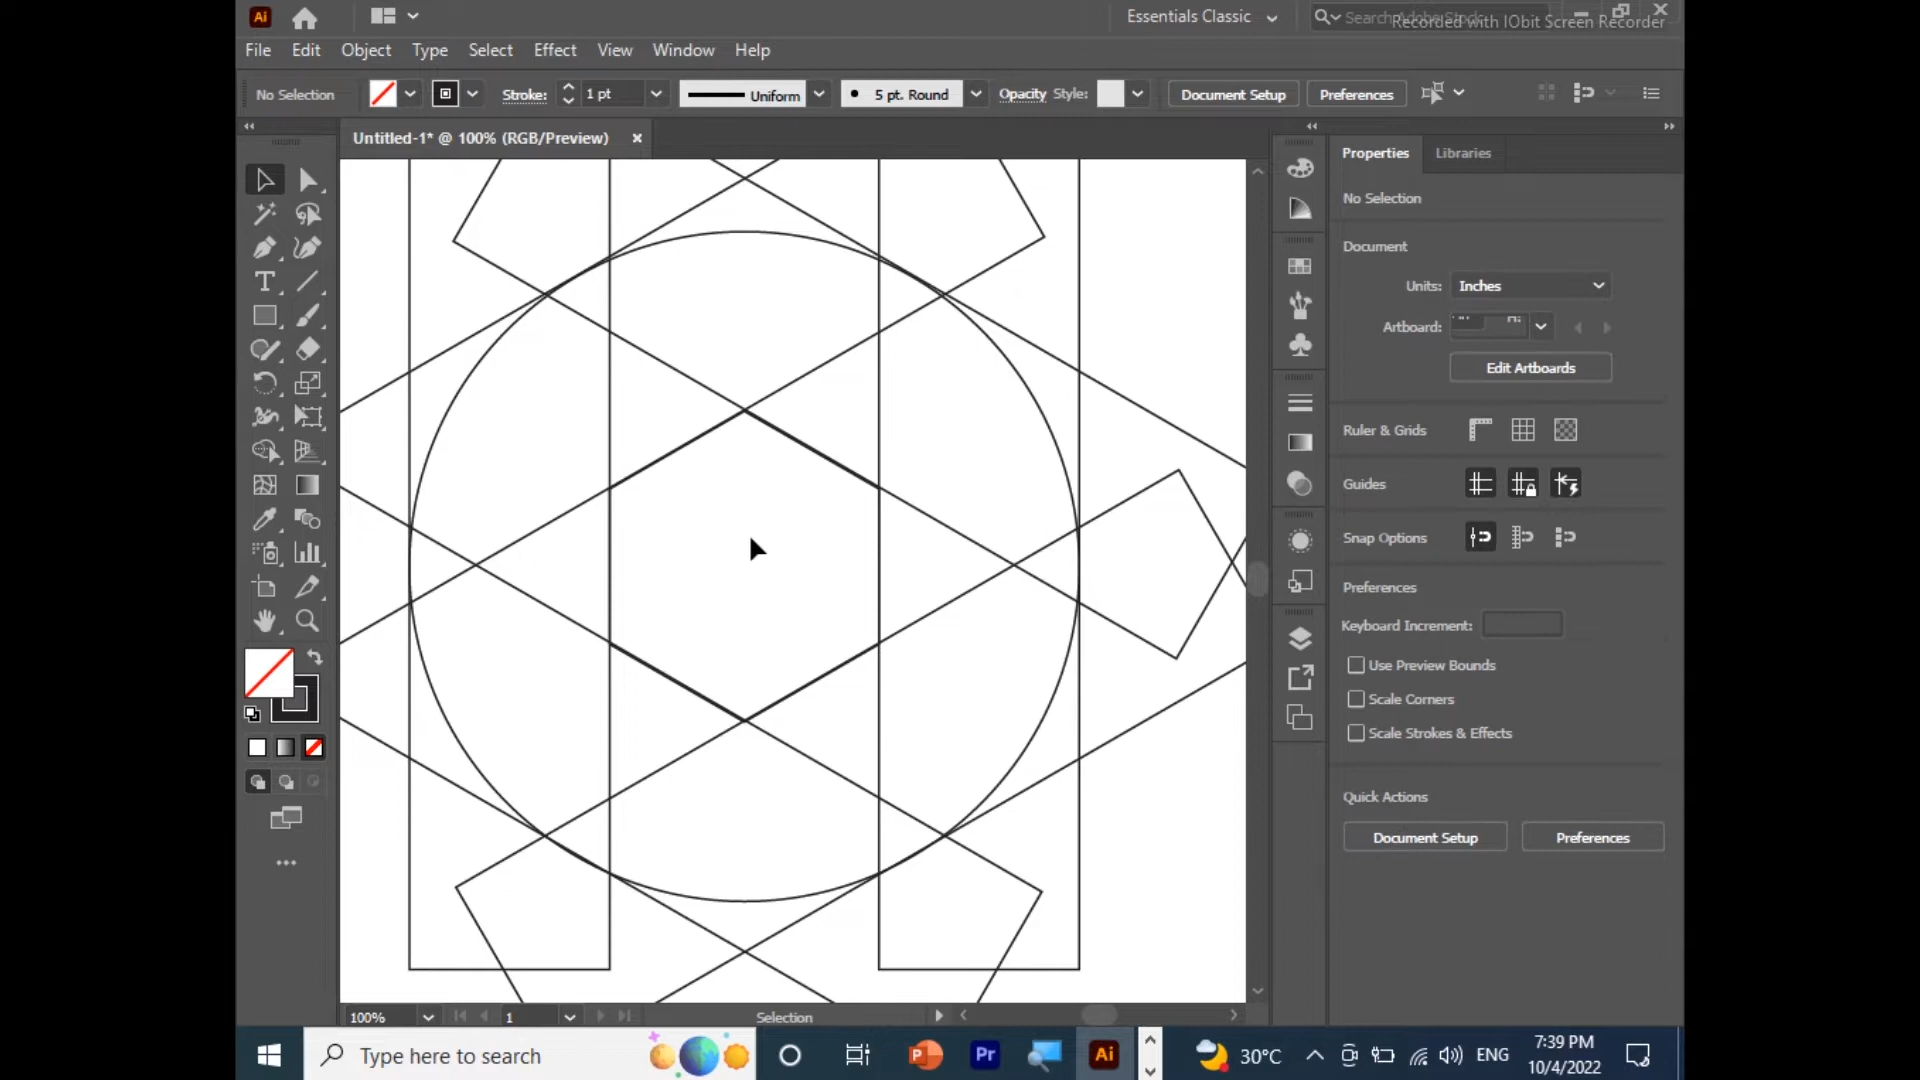 Ai
Essentials Classic
Search Adobe Stock
Recorded with IObit Screen Recorder
File Edit Object Type Select Effect View Window Help
No Selection Stroke: 1 pt Uniform 5 pt. Round Opacity Style: Document Setup Preferences
Untitled-1* @ 100% (RGB/Preview) ×
Properties Libraries
No Selection
Document
Units: Inches
Artboard:
Edit Artboards
Ruler & Grids
Guides
Snap Options
Preferences
Keyboard Increment:
Use Preview Bounds
Scale Corners
Scale Strokes & Effects
Quick Actions
Document Setup Preferences
100% 1 Selection
Type here to search
P Pr Ai 30°C ENG
7:39 PM
10/4/2022